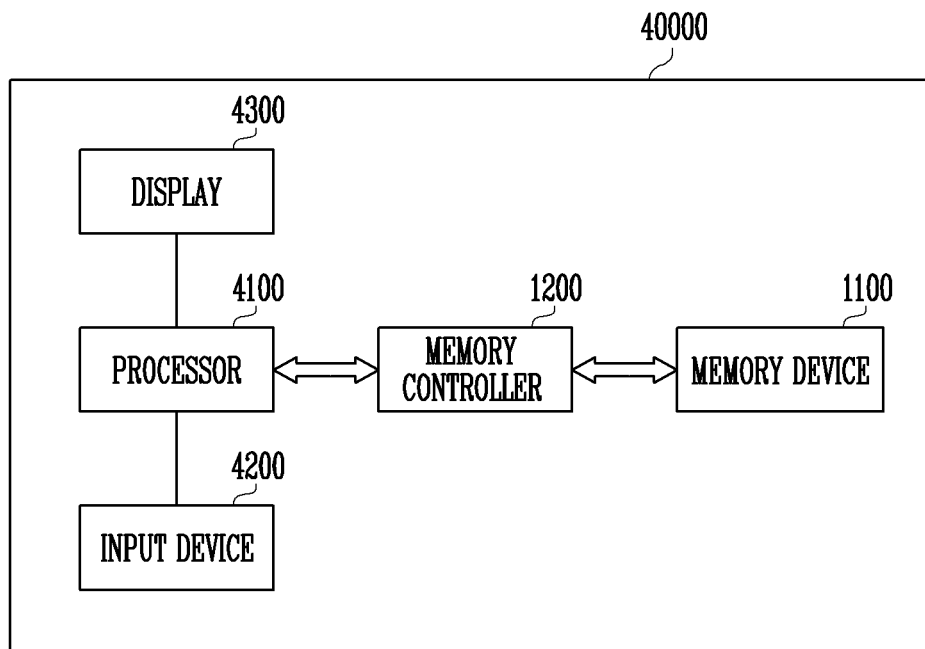 40000
4300
DISPLAY
4100
PROCESSOR
1200
MEMORY
CONTROLLER
1100
MEMORY DEVICE
4200
INPUT DEVICE